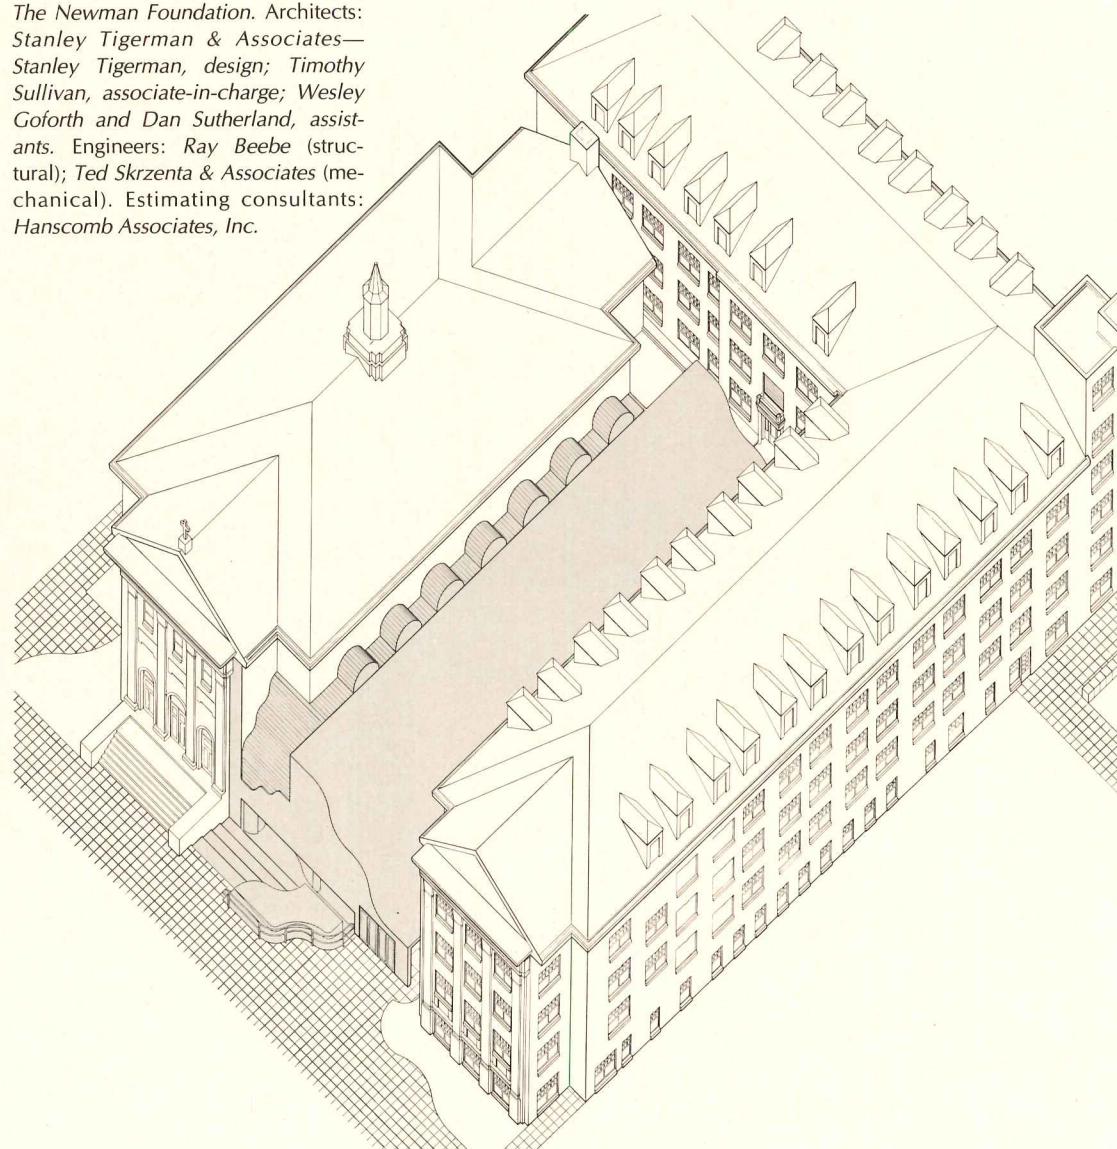 The Newman Foundation. Architects:
Stanley Tigerman & Associates—
Stanley Tigerman, design; Timothy
Sullivan, associate-in-charge; Wesley
Goforth and Dan Sutherland, assist-
ants. Engineers: Ray Beebe (struc-
tural); Ted Skrzenta & Associates (me-
chanical). Estimating consultants:
Hanscomb Associates, Inc.